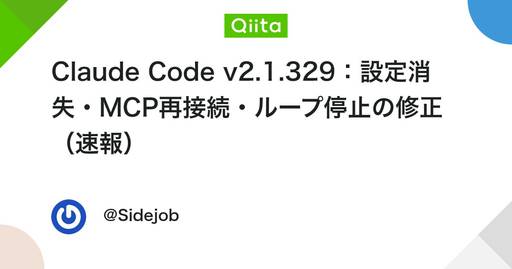 Qiita
Claude Code v2.1.329：設定消
失・MCP再接続・ループ停止の修正
（速報）
@Sidejob